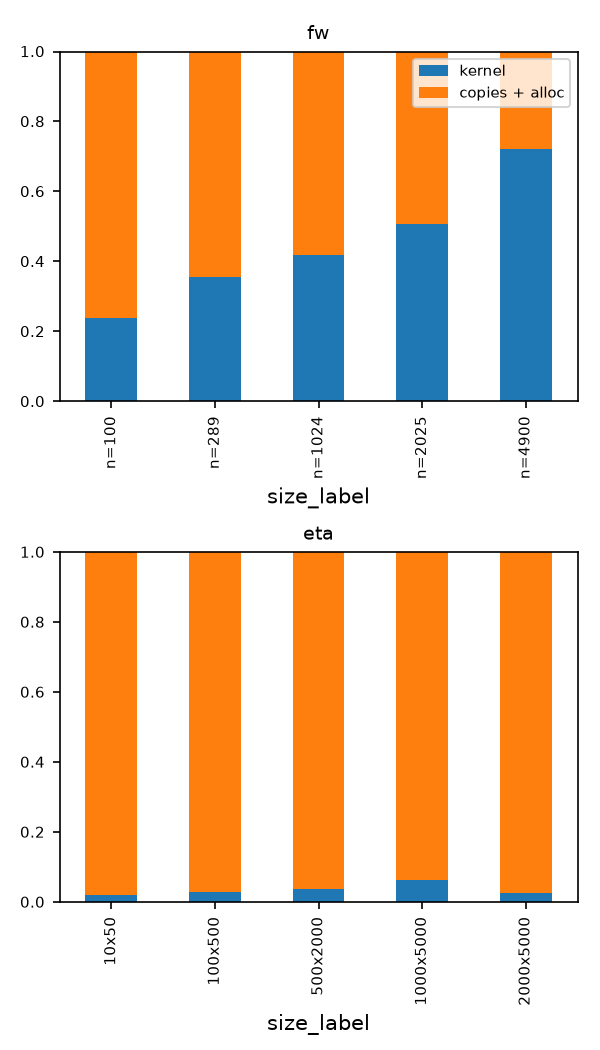 fw
1.0
kernel
copies + alloc
0.8
0.6
0.4
0.2
0.0
n=100
n=289
n=1024
n=2025
n=4900
size_label
eta
1.0
0.8
0.6
0.4
0.2
0.0
10x50
100x500
500x2000
1000x5000
2000x5000
size_label